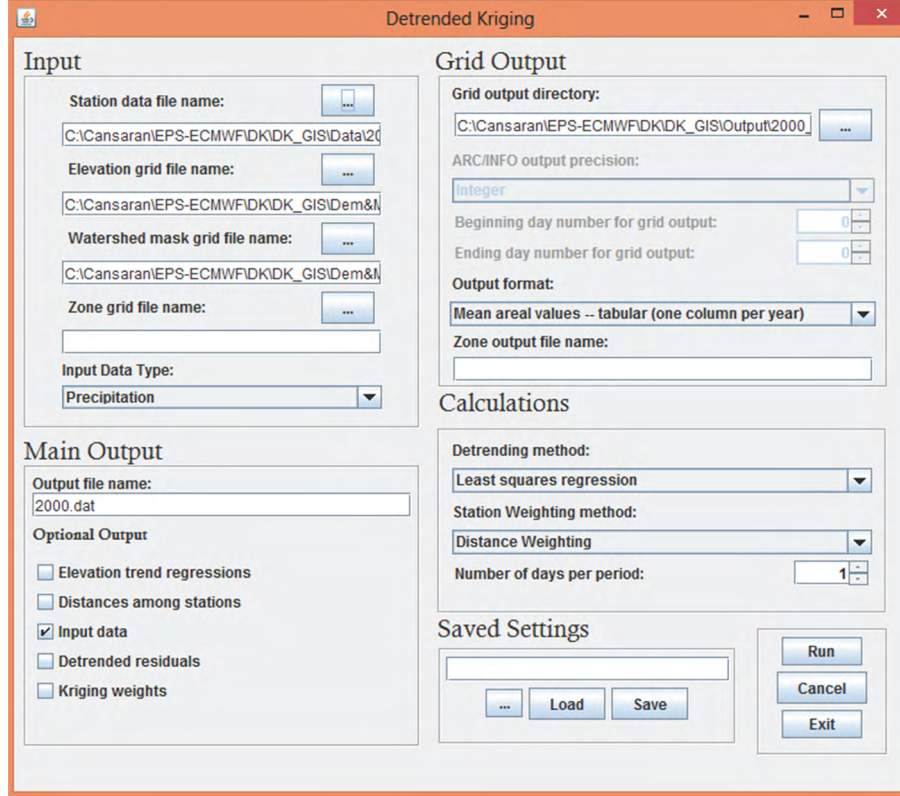 Detrended Kriging
Input
Station data file name:
...
C:\Cansaran\EPS-ECMWF\DK\DK_GIS\Data\20
Elevation grid file name:
...
C:\Cansaran\EPS-ECMWF\DK\DK_GIS\Dem&M
Watershed mask grid file name:
...
C:\Cansaran\EPS-ECMWF\DK\DK_GIS\Dem&M
Zone grid file name:
...
Input Data Type:
Precipitation
Main Output
Output file name:
2000.dat
Optional Output
Elevation trend regressions
Distances among stations
Input data
Detrended residuals
Kriging weights
Grid Output
Grid output directory:
C:\Cansaran\EPS-ECMWF\DK\DK_GIS\Output\2000_
...
ARC/INFO output precision:
Integer
Beginning day number for grid output: 0
Ending day number for grid output: 0
Output format:
Mean areal values -- tabular (one column per year)
Zone output file name:
Calculations
Detrending method:
Least squares regression
Station Weighting method:
Distance Weighting
Number of days per period: 1
Saved Settings
... Load Save
Run
Cancel
Exit